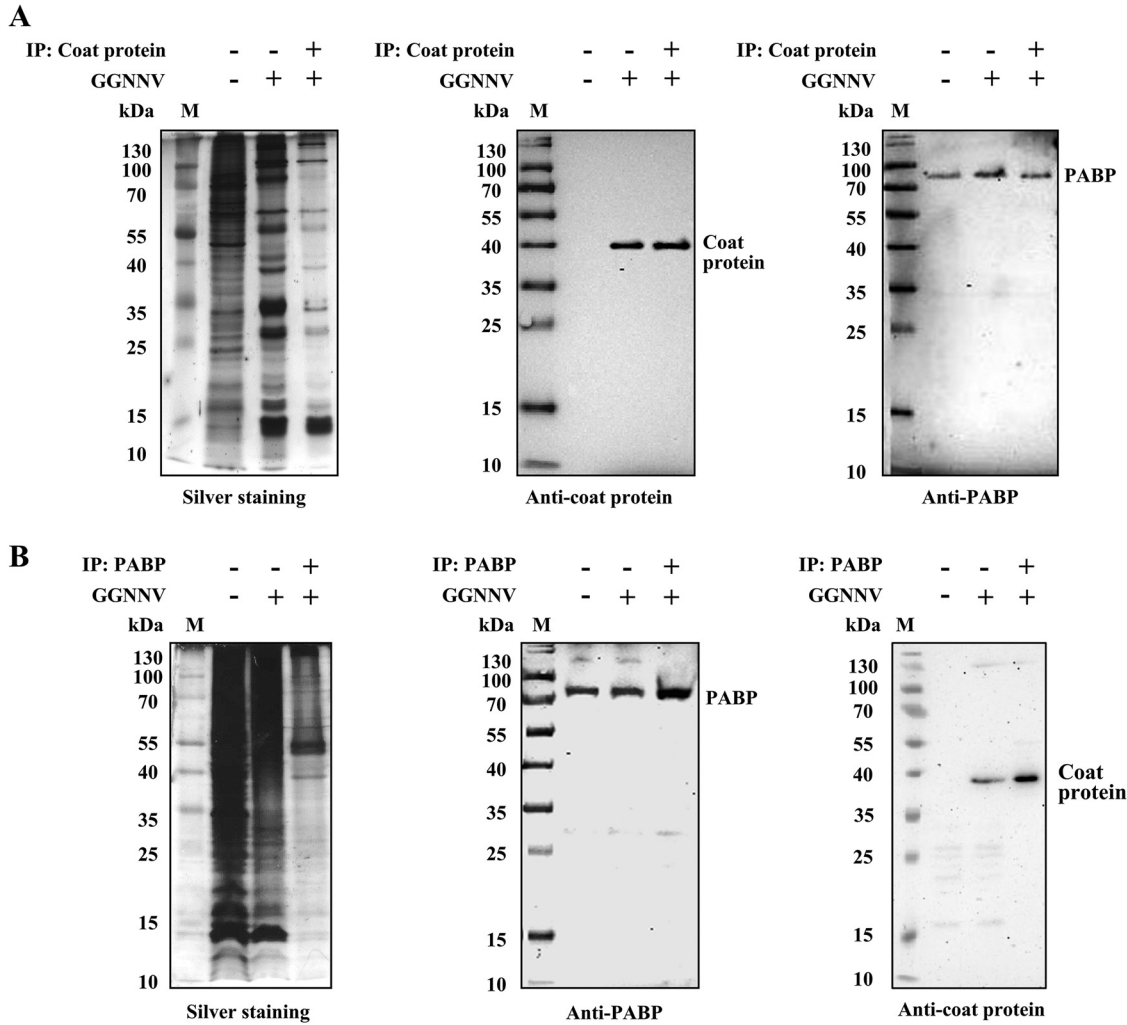 A
IP: Coat protein - - +
GGNNV - + +
kDa M
130
100
70
55
40
35
25
15
10
Silver staining
IP: Coat protein - - +
GGNNV - + +
kDa M
130
100
70
55
40
35
25
15
10
Coat
protein
Anti-coat protein
IP: Coat protein - - +
GGNNV - + +
kDa M
130
100
70
55
40
35
25
15
10
PABP
Anti-PABP
B
IP: PABP - - +
GGNNV - + +
kDa M
130
100
70
55
40
35
25
15
10
Silver staining
IP: PABP - - +
GGNNV - + +
kDa M
130
100
70
55
40
35
25
15
10
PABP
Anti-PABP
IP: PABP - - +
GGNNV - + +
kDa M
130
100
70
55
40
35
25
15
10
Coat
protein
Anti-coat protein